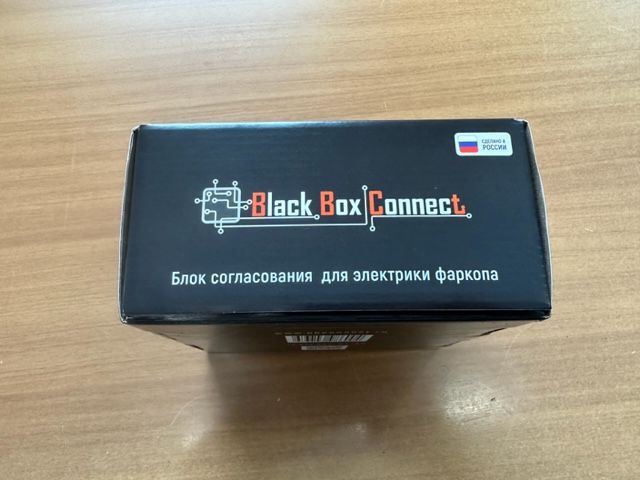 СДЕЛАНО В
РОССИИ
Black Box Connect
Блок согласования для электрики фаркопа